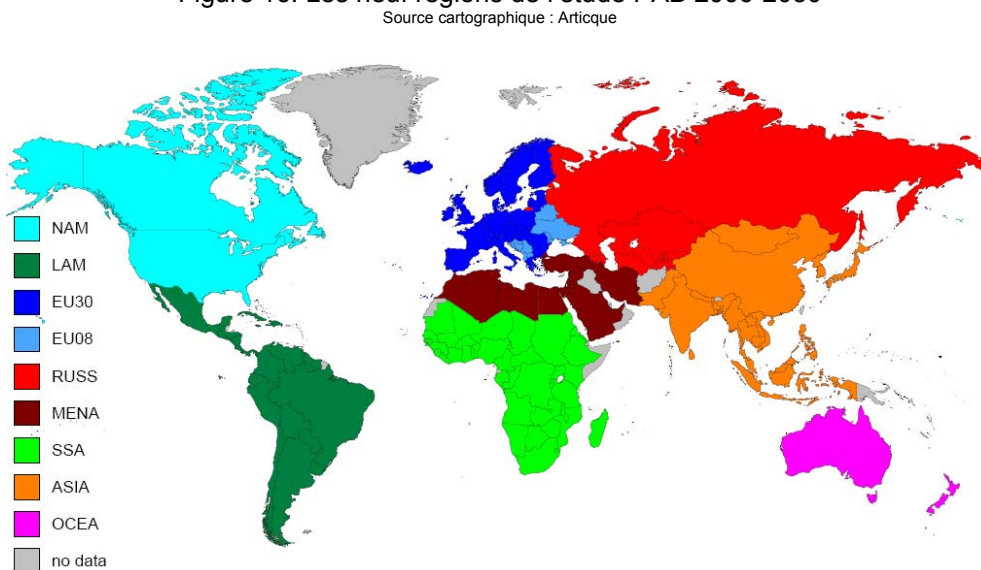 Source cartographique : Articque
NAM
LAM
EU30
EU08
RUSS
MENA
SSA
ASIA
OCEA
no data